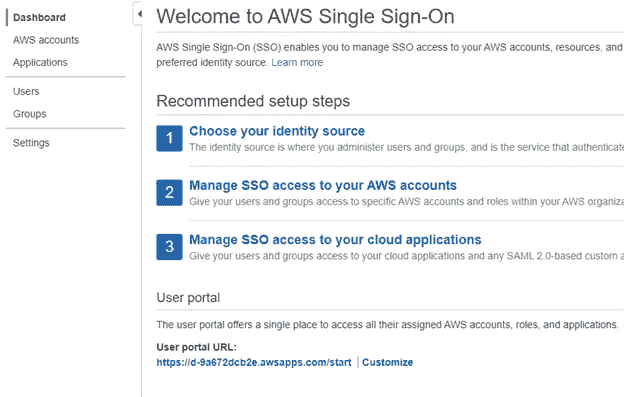 Dashboard
AWS accounts
Applications
Users
Groups
Settings
Welcome to AWS Single Sign-On
AWS Single Sign-On (SSO) enables you to manage SSO access to your AWS accounts, resources, and
preferred identity source. Learn more
Recommended setup steps
1 Choose your identity source
The identity source is where you administer users and groups, and is the service that authenticate
2 Manage SSO access to your AWS accounts
Give your users and groups access to specific AWS accounts and roles within your AWS organiza
3 Manage SSO access to your cloud applications
Give your users and groups access to your cloud applications and any SAML 2.0-based custom a
User portal
The user portal offers a single place to access all their assigned AWS accounts, roles, and applications.
User portal URL:
https://d-9a672dcb2e.awsapps.com/start | Customize